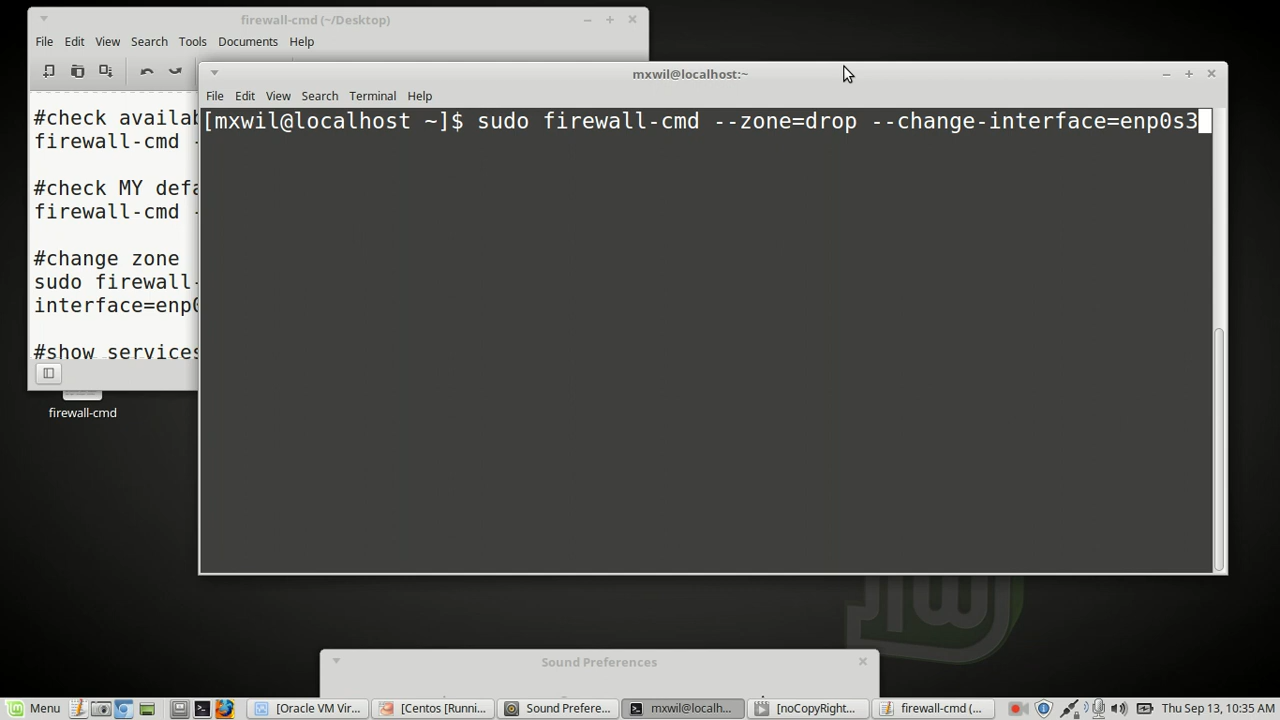 firewall-cmd (~/Desktop)
File Edit View Search Tools Documents Help
mxwil@localhost:~
File Edit View Search Terminal Help
[mxwil@localhost ~]$ sudo firewall-cmd --zone=drop --change-interface=enp0s3
#check availab
firewall-cmd -
#check MY defa
firewall-cmd -
#change zone
sudo firewall-
interface=enp0
#show services
firewall-cmd
Sound Preferences
Menu [Oracle VM Vir... [Centos [Runni... Sound Prefere... mxwil@localh... [noCopyRight... firewall-cmd (... Thu Sep 13, 10:35 AM